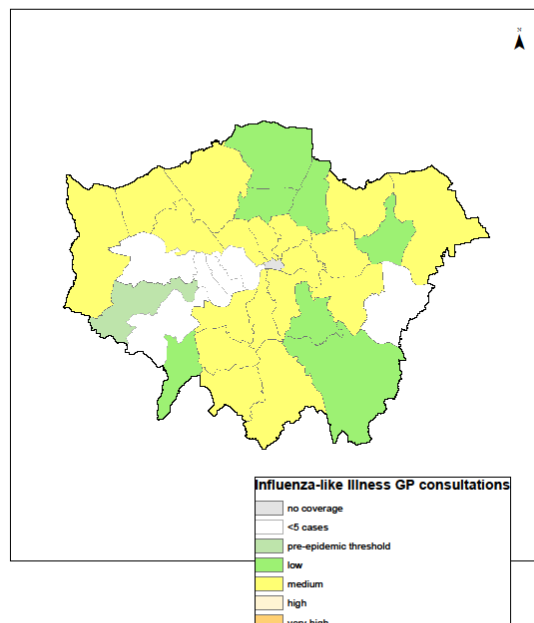 N
Influenza-like Illness GP consultations
no coverage
<5 cases
pre-epidemic threshold
low
medium
high
very high